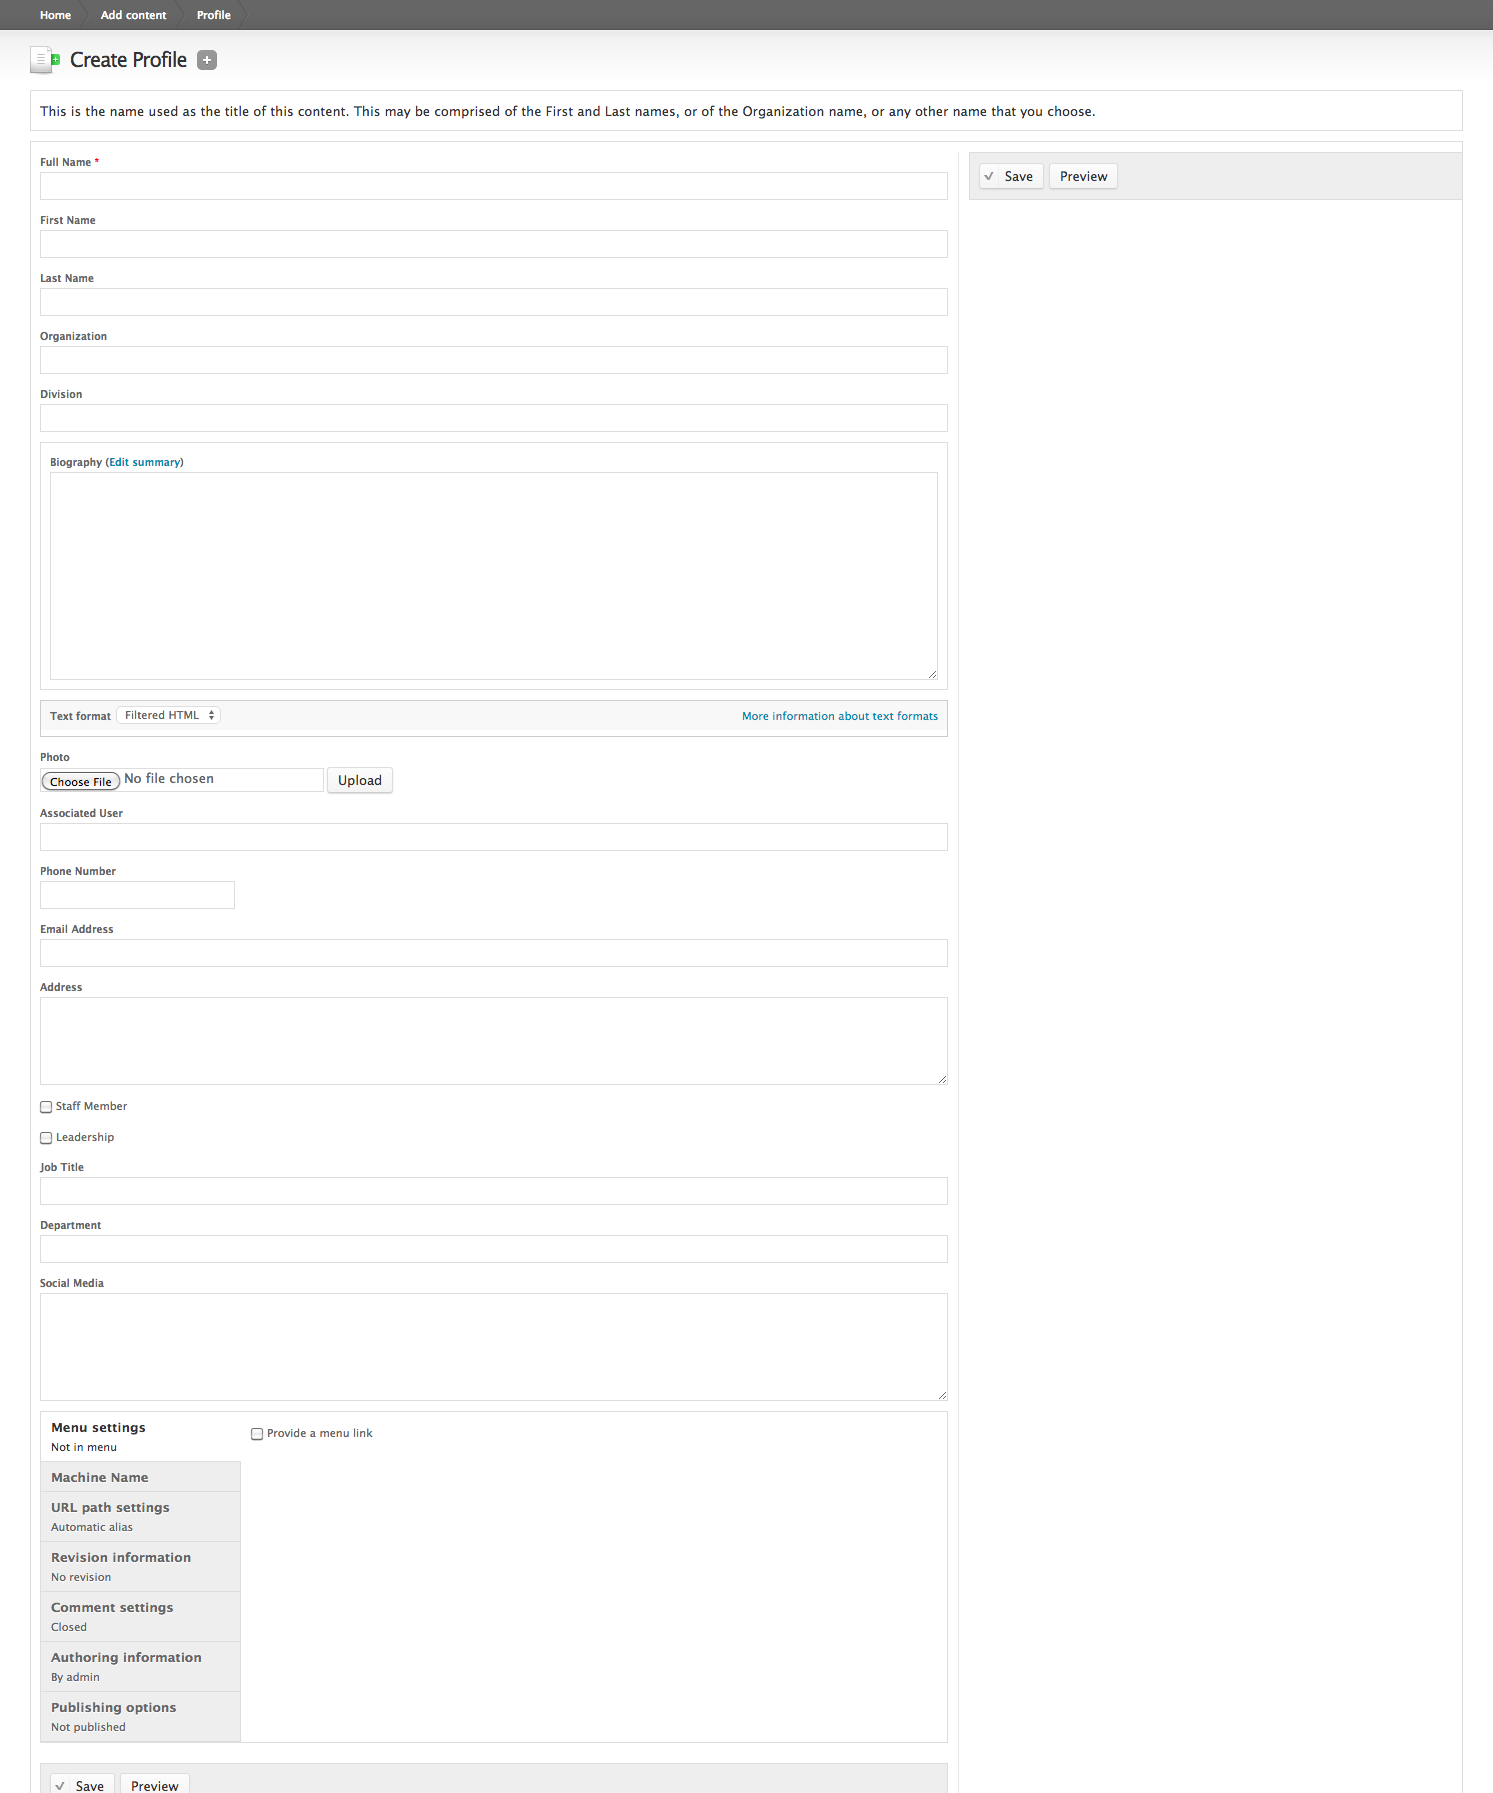 Home Add content Profile
Create Profile
This is the name used as the title of this content. This may be comprised of the First and Last names, or of the Organization name, or any other name that you choose.
Full Name *
Save Preview
First Name
Last Name
Organization
Division
Biography (Edit summary)
Text format Filtered HTML More information about text formats
Photo
Choose File No file chosen Upload
Associated User
Phone Number
Email Address
Address
Staff Member
Leadership
Job Title
Department
Social Media
Menu settings
Not in menu
Provide a menu link
Machine Name
URL path settings
Automatic alias
Revision information
No revision
Comment settings
Closed
Authoring information
By admin
Publishing options
Not published
Save Preview